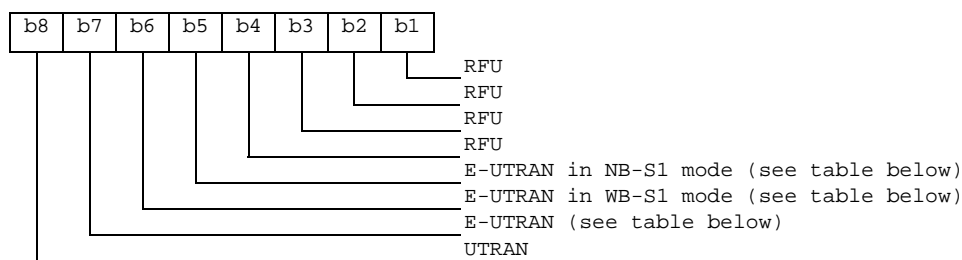 b8 b7 b6 b5 b4 b3 b2 b1
RFU
RFU
RFU
RFU
E-UTRAN in NB-S1 mode (see table below)
E-UTRAN in WB-S1 mode (see table below)
E-UTRAN (see table below)
UTRAN